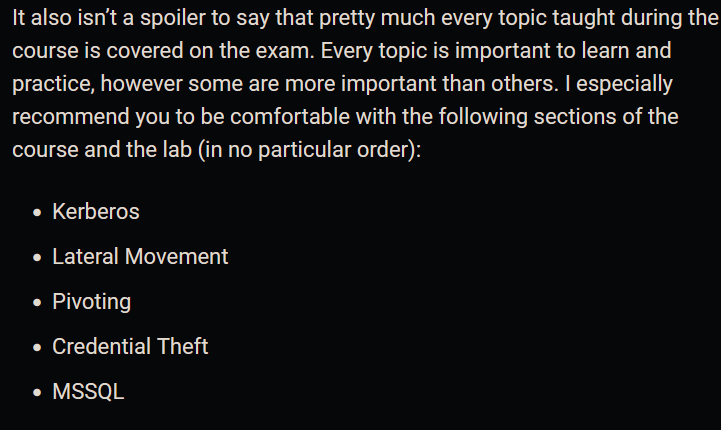 It also isn’t a spoiler to say that pretty much every topic taught during the
course is covered on the exam. Every topic is important to learn and
practice, however some are more important than others. I especially
recommend you to be comfortable with the following sections of the
course and the lab (in no particular order):
• Kerberos
• Lateral Movement
• Pivoting
• Credential Theft
• MSSQL